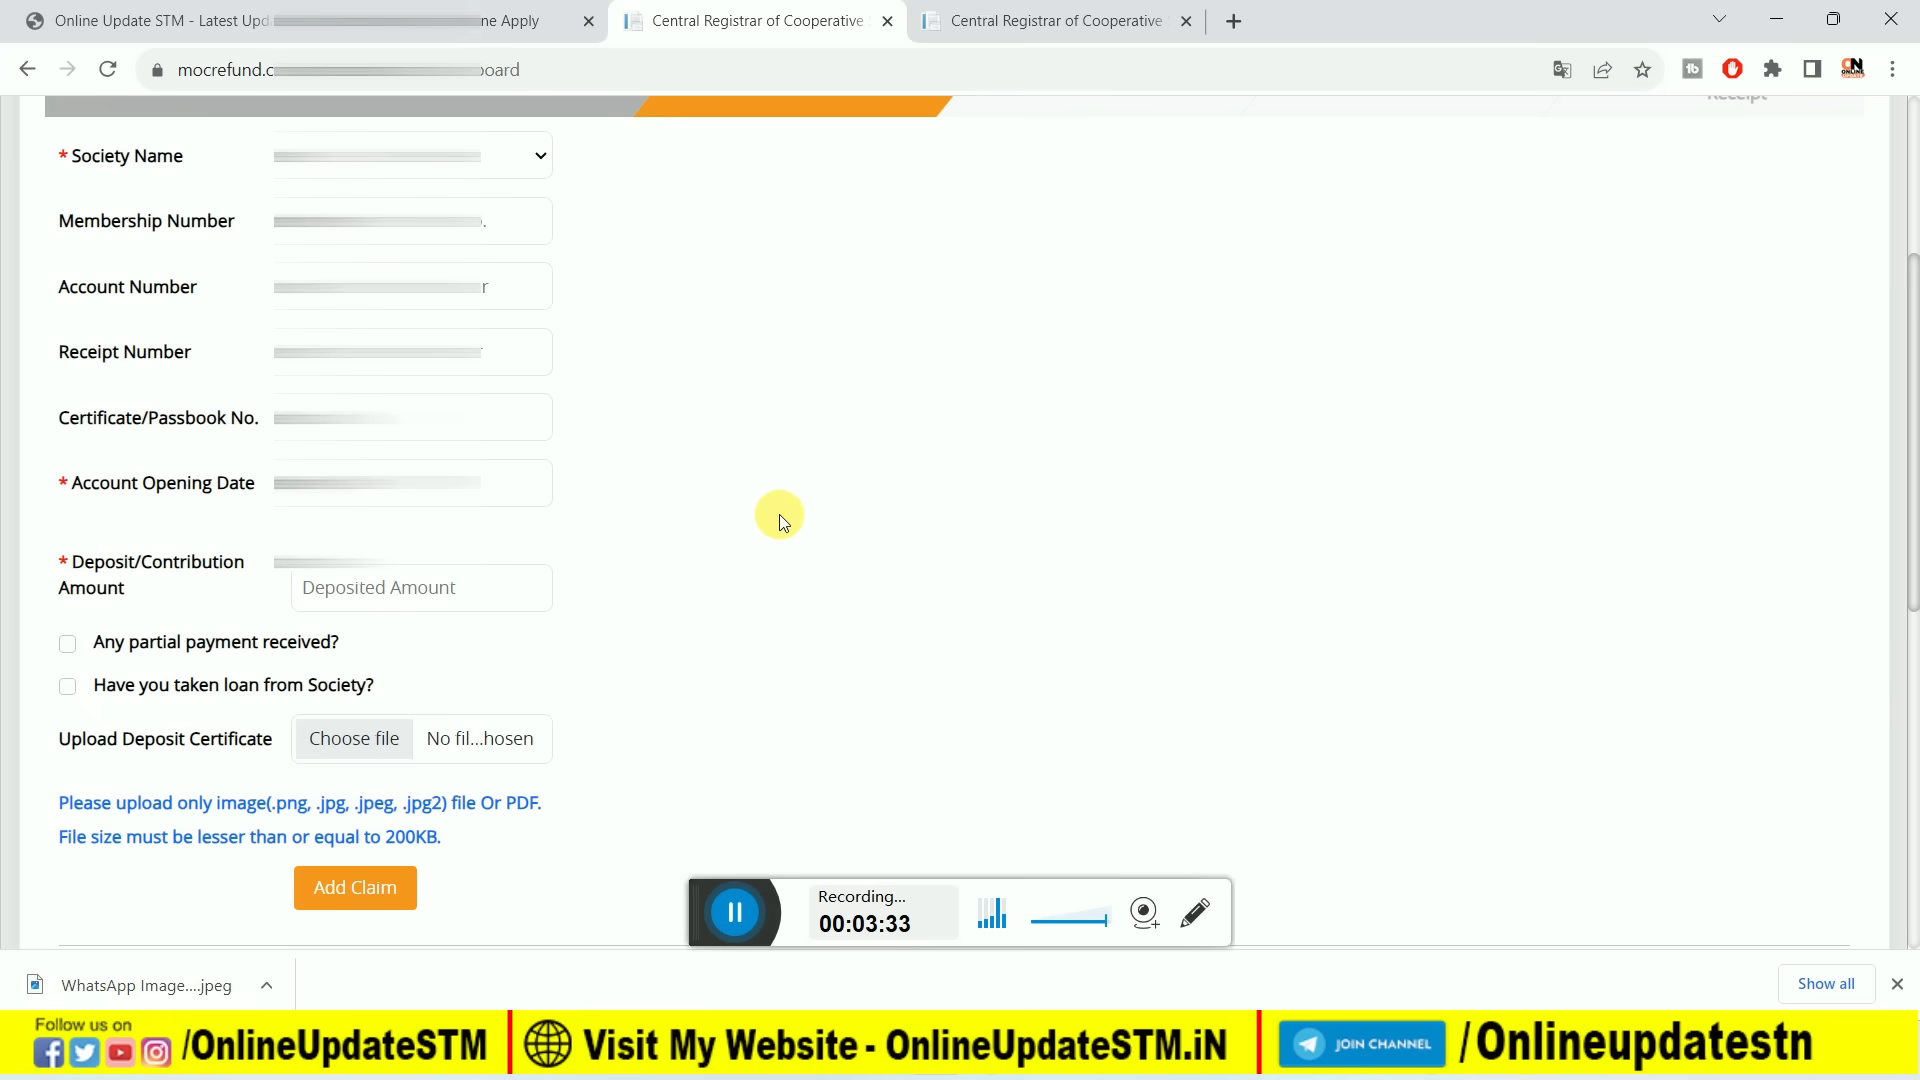 Online Update STM - Latest Upd
ne Apply
Central Registrar of Cooperative
Central Registrar of Cooperative
mocrefund.c
board
Receipt
* Society Name
Membership Number
Account Number
Receipt Number
Certificate/Passbook No.
* Account Opening Date
* Deposit/Contribution
Amount
Deposited Amount
Any partial payment received?
Have you taken loan from Society?
Upload Deposit Certificate
Choose file
No fil...hosen
Please upload only image(.png, .jpg, .jpeg, .jpg2) file Or PDF.
File size must be lesser than or equal to 200KB.
Add Claim
Recording...
00:03:33
WhatsApp Image....jpeg
Show all
Follow us on
/OnlineUpdateSTM
Visit My Website - OnlineUpdateSTM.iN
JOIN CHANNEL
/Onlineupdatestn